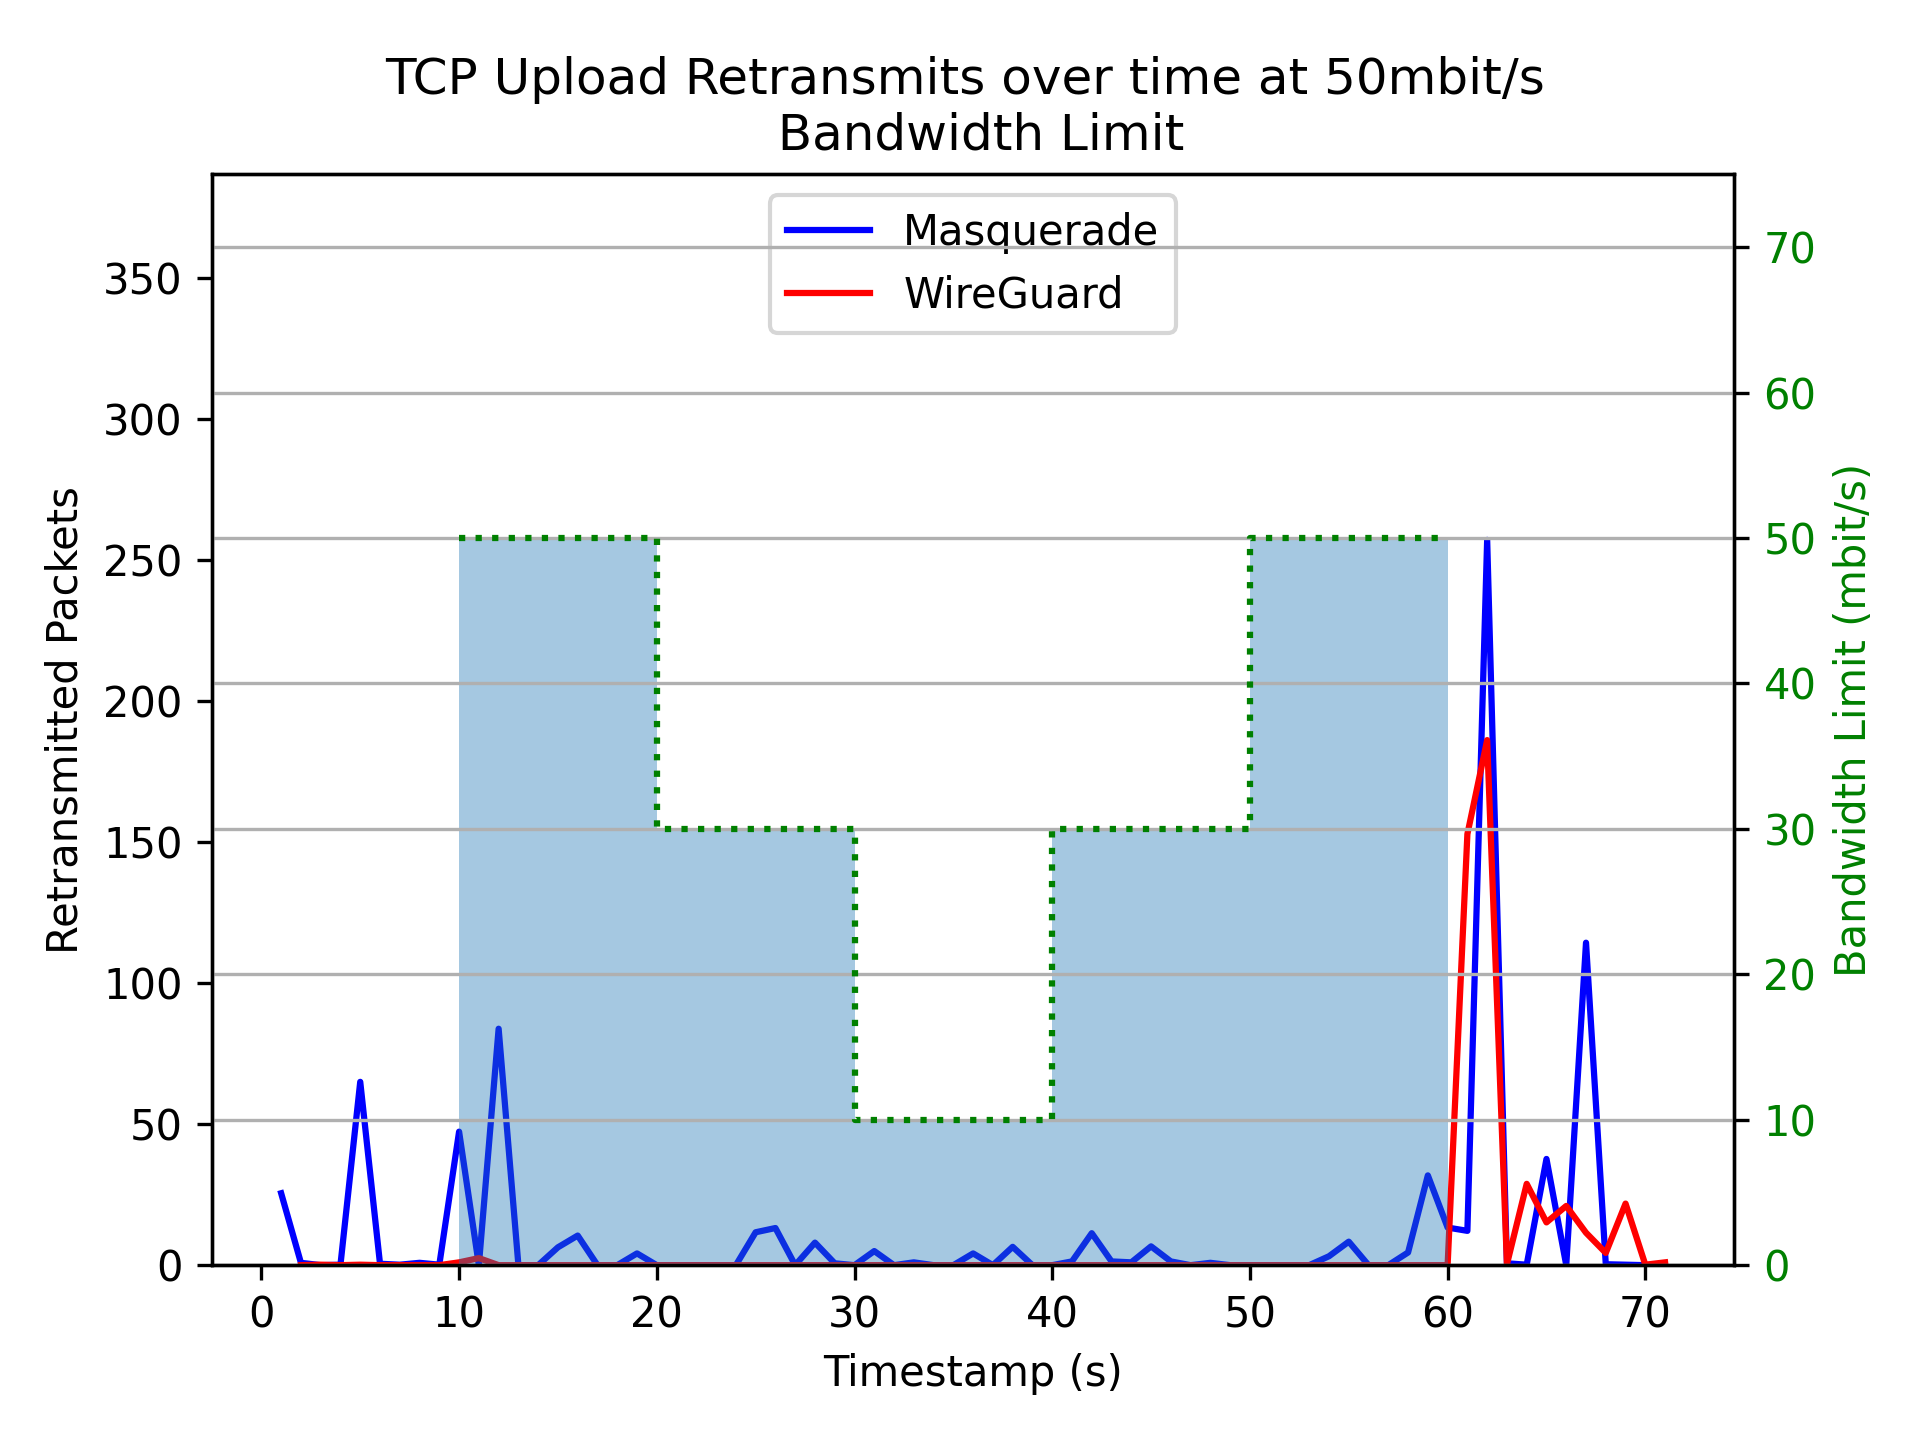 TCP Upload Retransmits over time at 50mbit/s
Bandwidth Limit
Masquerade
WireGuard
Retransmitted Packets
350
300
250
200
150
100
50
0
70
60
50
40
30
20
10
0
Bandwidth Limit (mbit/s)
0 10 20 30 40 50 60 70
Timestamp (s)